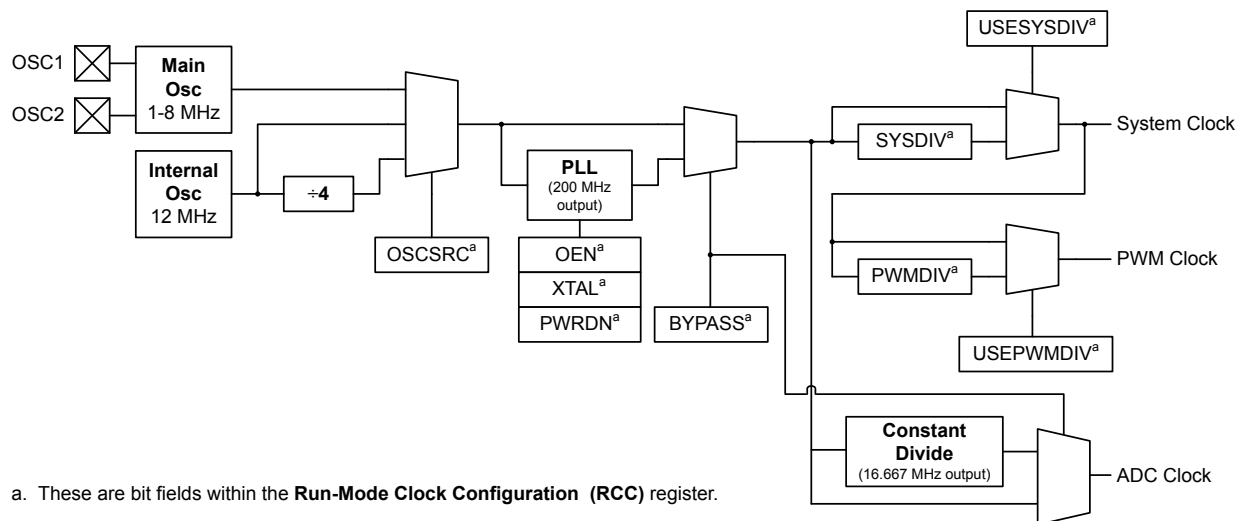 USESYSDIVᵃ
OSC1
OSC2
Main
Osc
1-8 MHz
Internal
Osc
12 MHz
÷4
OSCSRCᵃ
PLL
(200 MHz
output)
OENᵃ
XTALᵃ
PWRDNᵃ
BYPASSᵃ
SYSDIVᵃ
System Clock
PWMDIVᵃ
PWM Clock
USEPWMDIVᵃ
Constant
Divide
(16.667 MHz output)
ADC Clock
a. These are bit fields within the Run-Mode Clock Configuration (RCC) register.